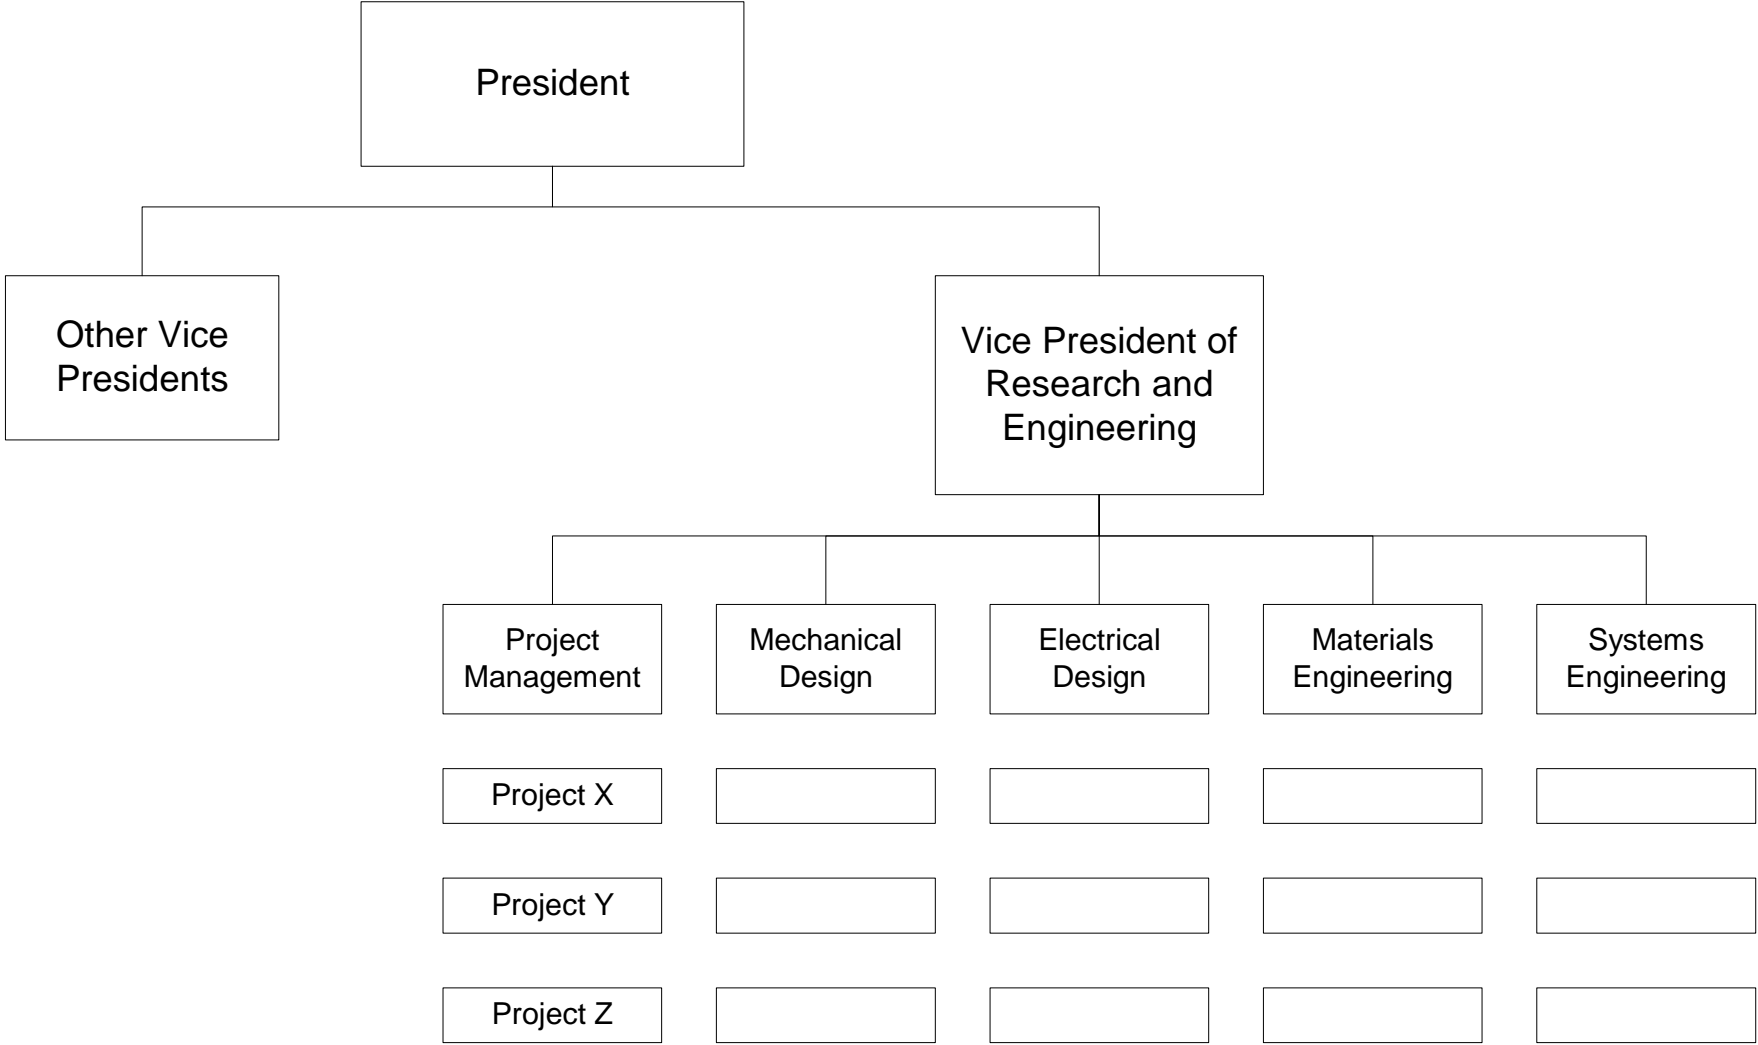 President
Other Vice
Presidents
Vice President of
Research and
Engineering
Project
Management
Mechanical
Design
Electrical
Design
Materials
Engineering
Systems
Engineering
Project X
Project Y
Project Z